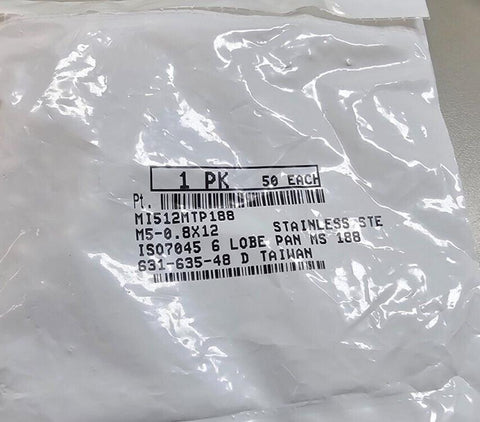 1 PK 50 EACH
Pt.
MI512MTP188
M5-0.8X12 STAINLESS STE
ISO7045 6 LOBE PAN MS 188
631-635-48 D TAIWAN